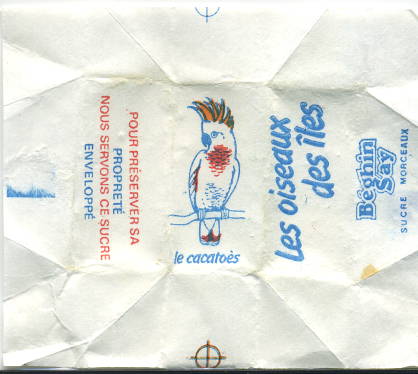 POUR PRÉSERVER SA
PROPRETÉ
NOUS SERVONS CE SUCRE
ENVELOPPÉ
le cacatoès
Les oiseaux
des îles
Béghin
Say
SUCRE MORCEAUX